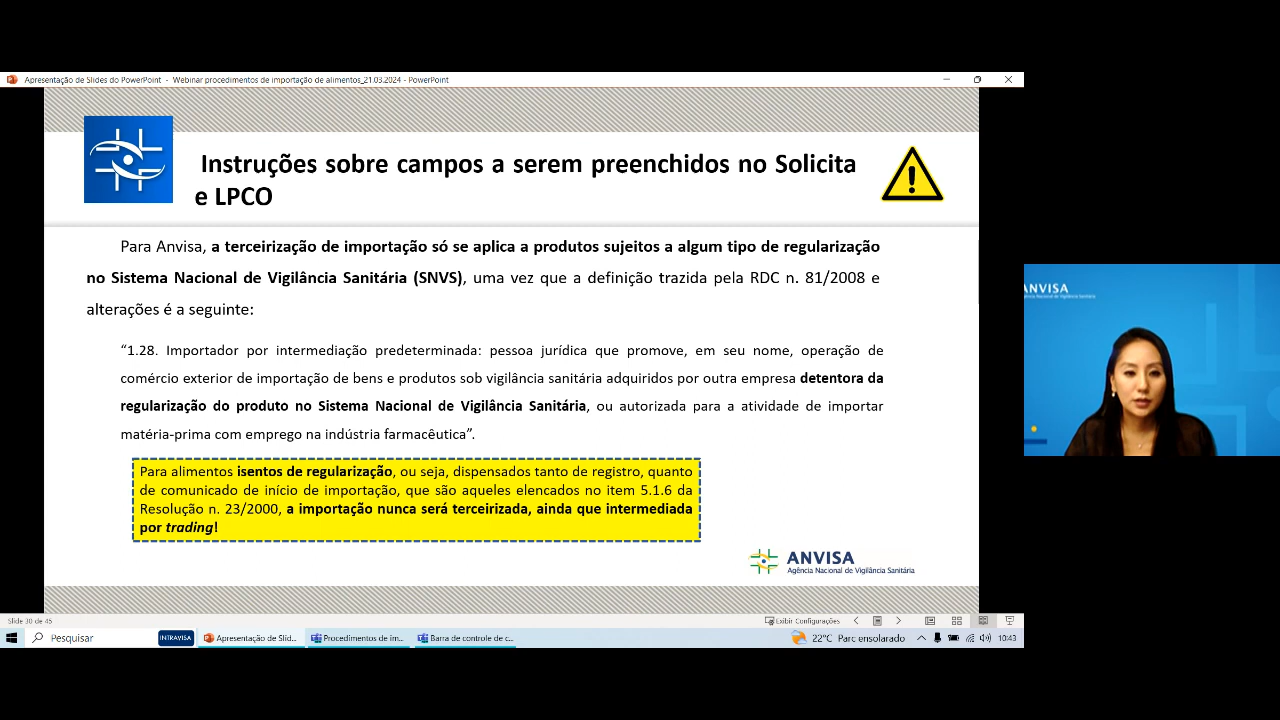 Apresentação de Slides do PowerPoint - Webinar procedimentos de importação de alimentos_21.03.2024 - PowerPoint
Instruções sobre campos a serem preenchidos no Solicita
e LPCO
Para Anvisa, a terceirização de importação só se aplica a produtos sujeitos a algum tipo de regularização
no Sistema Nacional de Vigilância Sanitária (SNVS), uma vez que a definição trazida pela RDC n. 81/2008 e
alterações é a seguinte:
“1.28. Importador por intermediação predeterminada: pessoa jurídica que promove, em seu nome, operação de
comércio exterior de importação de bens e produtos sob vigilância sanitária adquiridos por outra empresa detentora da
regularização do produto no Sistema Nacional de Vigilância Sanitária, ou autorizada para a atividade de importar
matéria-prima com emprego na indústria farmacêutica”.
Para alimentos isentos de regularização, ou seja, dispensados tanto de registro, quanto
de comunicado de início de importação, que são aqueles elencados no item 5.1.6 da
Resolução n. 23/2000, a importação nunca será terceirizada, ainda que intermediada
por trading!
ANVISA
Agência Nacional de Vigilância Sanitária
ANVISA
Agência Nacional de Vigilância Sanitária
Slide 30 de 45
Exibir Configurações
Pesquisar
INTRAVISA
Apresentação de Slid...
Procedimentos de im...
Barra de controle de c...
22°C Parc ensolarado
10:43